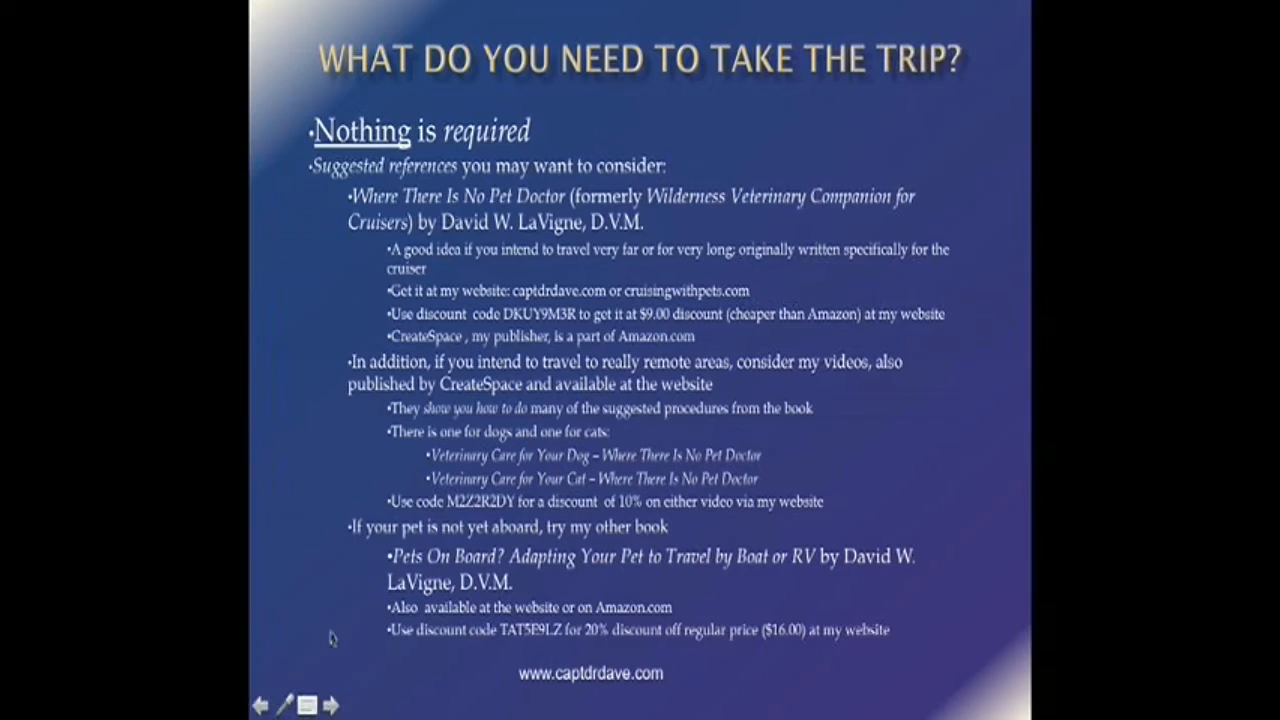 WHAT DO YOU NEED TO TAKE THE TRIP?
•Nothing is required
•Suggested references you may want to consider:
•Where There Is No Pet Doctor (formerly Wilderness Veterinary Companion for
Cruisers) by David W. LaVigne, D.V.M.
•A good idea if you intend to travel very far or for very long; originally written specifically for the
cruiser
•Get it at my website: captdrdave.com or cruisingwithpets.com
•Use discount code DKUY9M3R to get it at $9.00 discount (cheaper than Amazon) at my website
•CreateSpace , my publisher, is a part of Amazon.com
•In addition, if you intend to travel to really remote areas, consider my videos, also
published by CreateSpace and available at the website
•They show you how to do many of the suggested procedures from the book
•There is one for dogs and one for cats:
•Veterinary Care for Your Dog – Where There Is No Pet Doctor
•Veterinary Care for Your Cat – Where There Is No Pet Doctor
•Use code M2Z2R2DY for a discount of 10% on either video via my website
•If your pet is not yet aboard, try my other book
•Pets On Board? Adapting Your Pet to Travel by Boat or RV by David W.
LaVigne, D.V.M.
•Also available at the website or on Amazon.com
•Use discount code TAT5E9LZ for 20% discount off regular price ($16.00) at my website
www.captdrdave.com